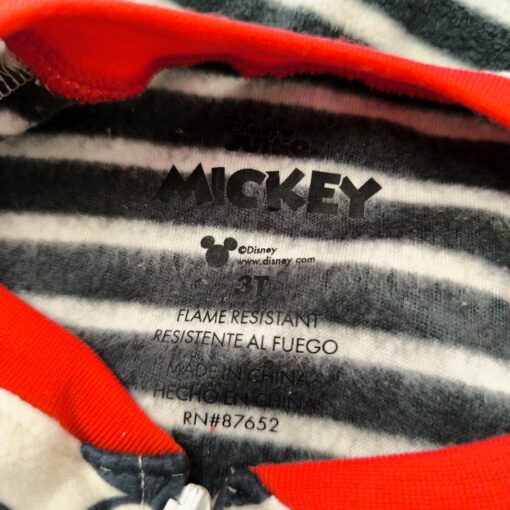 MICKEY
©Disney
www.disney.com
3T
FLAME RESISTANT
RESISTENTE AL FUEGO
MADE IN CHINA
HECHO EN CHINA
RN#87652